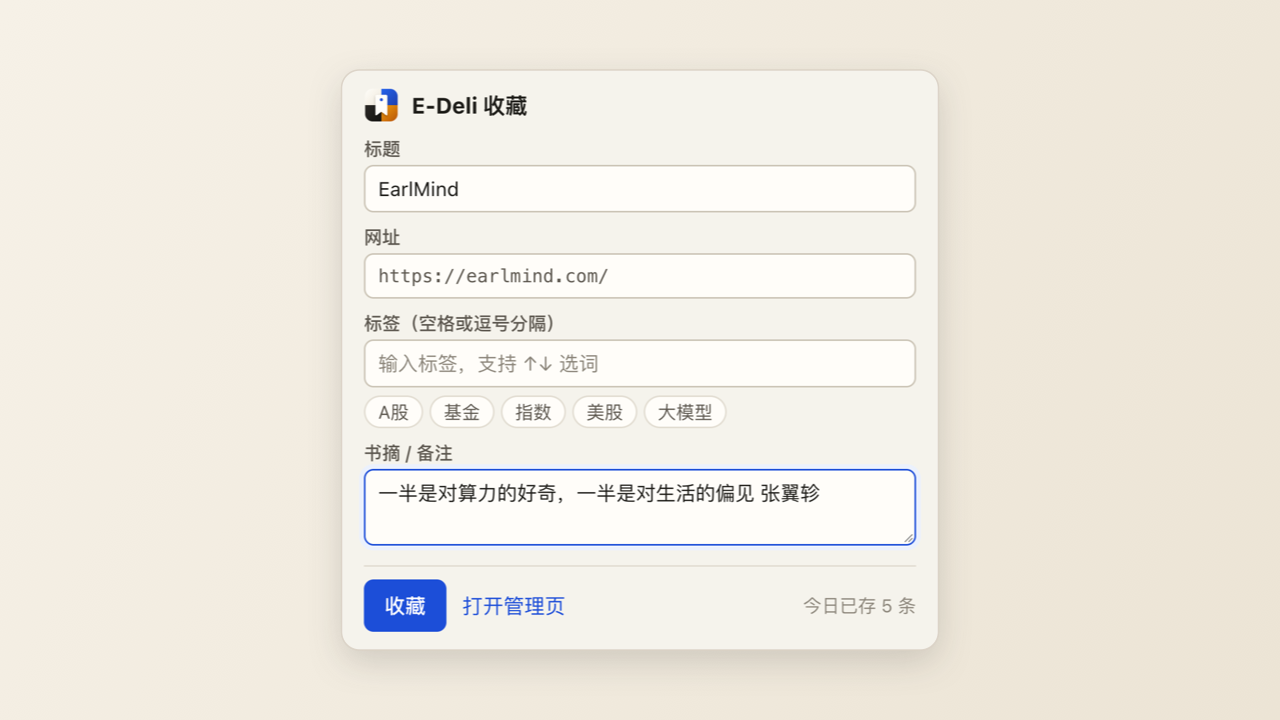 E-Deli 收藏
标题
EarlMind
网址
https://earlmind.com/
标签（空格或逗号分隔）
输入标签，支持 ↑↓ 选词
A股 基金 指数 美股 大模型
书摘 / 备注
一半是对算力的好奇，一半是对生活的偏见 张翼轸
收藏 打开管理页 今日已存 5 条